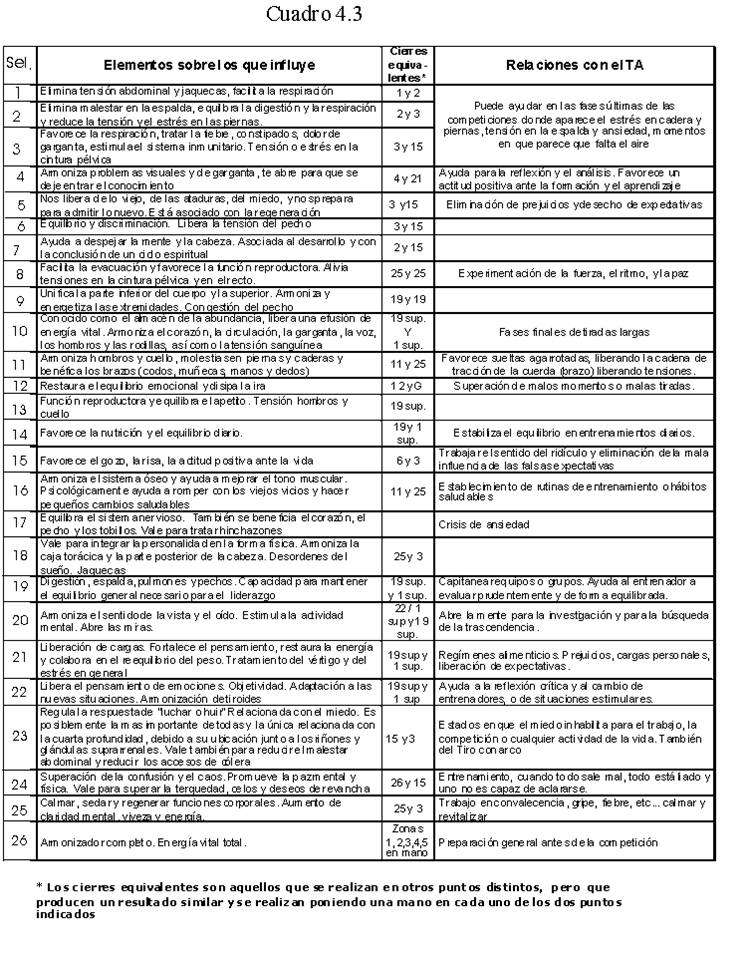 Cuadro 4.3
Sel.
Elementos sobre los que influye
Cierres
equiva-
lentes*
Relaciones con el TA
1
Elimina tensión abdominal y jaquecas, facilita la respiración
1 y 2
2
Elimina malestar en la espalda, equilbra la digestión y la respiración
y reduce la tensión y el estrés en las piernas.
2 y 3
Puede ayudar en las fases últimas de las
competiciones donde aparece el estrés en cadera y
piernas, tensión en la espalda y ansiedad, momentos
en que parece que falta el aire
3
Favorece la respiración, tratar la fiebre, constipados, dolor de
garganta, estimula el sistema inmunitario. Tensión o estrés en la
cintura pélvica
3 y 15
4
Armoniza problemas visuales y de garganta, te abre para que se
deje entrar el conocimiento
4 y 21
Ayuda para la reflexión y el análisis. Favorece un
actitud positiva ante la formación y el aprendizaje
5
Nos libera de lo viejo, de las ataduras, del miedo, y nos prepara
para admitir lo nuevo. Está asociado con la regeneración
3 y 15
Eliminación de prejuicios y desecho de expectativas
6
Equilibrio y discriminación. Libera la tensión del pecho
3 y 15
7
Ayuda a despejar la mente y la cabeza. Asociada al desarrollo y con
la conclusión de un ciclo espiritual
2 y 15
8
Facilita la evacuación y favorece la función reproductora. Alivia
tensiones en la cintura pélvica y en el recto.
25 y 25
Experimentación de la fuerza, el ritmo, y la paz
9
Unifica la parte inferior del cuerpo y la superior. Armoniza y
energetiza las extremidades. Congestión del pecho
19 y 19
10
Conocido como el almacén de la abundancia, libera una efusión de
energía vital. Armoniza el corazón, la circulación, la garganta, la voz,
los hombros y las rodillas, así como la tensión sanguínea
19 sup.
Y
1 sup.
Fases finales de tiradas largas
11
Armoniza hombros y cuello, molestias en piernas y caderas y
benéfica los brazos (codos, muñecas, manos y dedos)
11 y 25
Favorece sueltas agarrotadas, liberando la cadena de
tracción de la cuerda (brazo) liberando tensiones.
12
Restaura el equilibrio emocional y disipa la ira
12 y G
Superación de malos momentos o malas tiradas.
13
Función reproductora y equilibra el apetito. Tensión hombros y
cuello
19 sup.
14
Favorece la nutrición y el equilibrio diario.
19 y 1
sup.
Estabiliza el equilibrio en entrenamientos diarios.
15
Favorece el gozo, la risa, la actitud positiva ante la vida
6 y 3
Trabajar el sentido del ridículo y eliminación de la mala
influencia de las falsas expectativas
16
Armoniza el sistema óseo y ayuda a mejorar el tono muscular.
Psicológicamente ayuda a romper con los viejos vicios y hacer
pequeños cambios saludables
11 y 25
Establecimiento de rutinas de entrenamiento o hábitos
saludables
17
Equilibra el sistema nervioso. También se beneficia el corazón, el
pecho y los tobillos. Vale para tratar hinchazones
Crisis de ansiedad
18
Vale para integrar la personalidad en la forma física. Armoniza la
caja torácica y la parte posterior de la cabeza. Desordenes del
sueño. Jaquecas
25 y 3
19
Digestión, espalda, pulmones y pechos. Capacidad para mantener
el equilibrio general necesario para el liderazgo
19 sup.
y 1 sup.
Capitanear equipos o grupos. Ayuda al entrenador a
evaluar prudentemente y de forma equilibrada.
20
Armoniza el sentido de la vista y el oído. Estimula la actividad
mental. Abre las miras.
22 / 1
sup y 19
sup.
Abre la mente para la investigación y para la búsqueda
de la trascendencia.
21
Liberación de cargas. Fortalece el pensamiento, restaura la energía
y colabora en el reequilibrio del peso. Tratamiento del vértigo y del
estrés en general
19 sup y
1 sup.
Regímenes alimenticios. Prejuicios, cargas personales,
liberación de expectativas.
22
Libera el pensamiento de emociones. Objetividad. Adaptación a las
nuevas situaciones. Armonización de tiroides
19 sup y
1 sup
Ayuda a la reflexión crítica y al cambio de
entrenadores, o de situaciones estimulares.
23
Regula la respuesta de "luchar o huir" Relacionada con el miedo. Es
posiblemente la mas importante de todas y la única relacionada con
la cuarta profundidad, debido a su ubicación junto a los riñones y
glándulas suprarrenales. Vale también para reducir el malestar
abdominal y reducir los accesos de cólera
15 y 3
Estados en que el miedo inhabilita para el trabajo, la
competición o cualquier actividad de la vida. También
del Tiro con arco
24
Superación de la confusión y el caos. Promueve la paz mental y
física. Vale para superar la terquedad, celos y deseos de revancha
26 y 15
Entrenamiento, cuando todo sale mal, todo está liado y
uno no es capaz de aclararse.
25
Calmar, sedar y regenerar funciones corporales. Aumento de
claridad mental, viveza y energía.
25 y 3
Trabajo en convalecencia, gripe, fiebre, etc... calmar y
revitalizar
26
Armonizador completo. Energía vital total.
Zonas
1,2,3,4,5
en mano
Preparación general antes de la competición
* Los cierres equivalentes son aquellos que se realizan en otros puntos distintos, pero que
producen un resultado similar y se realizan poniendo una mano en cada uno de los dos puntos
indicados